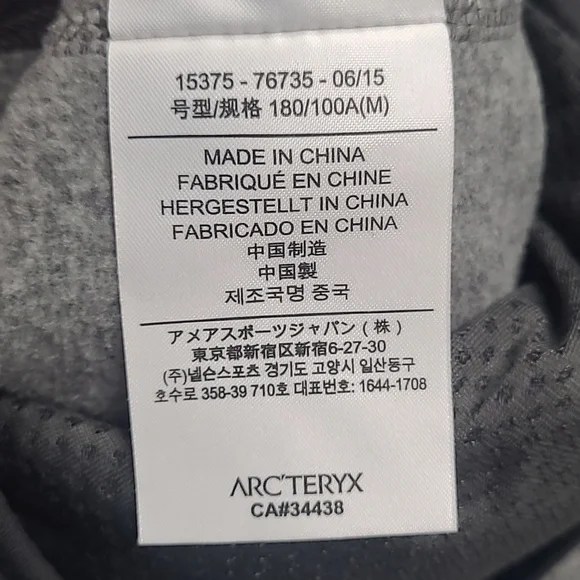 15375 - 76735 - 06/15
号型/规格 180/100A(M)
MADE IN CHINA
FABRIQUÉ EN CHINE
HERGESTELLT IN CHINA
FABRICADO EN CHINA
中国制造
中国製
제조국명 중국
アメアスポーツジャパン (株)
東京都新宿区新宿6-27-30
(주)넬슨스포츠 경기도 고양시 일산동구
호수로 358-39 710호 대표번호: 1644-1708
ARC'TERYX
CA#34438